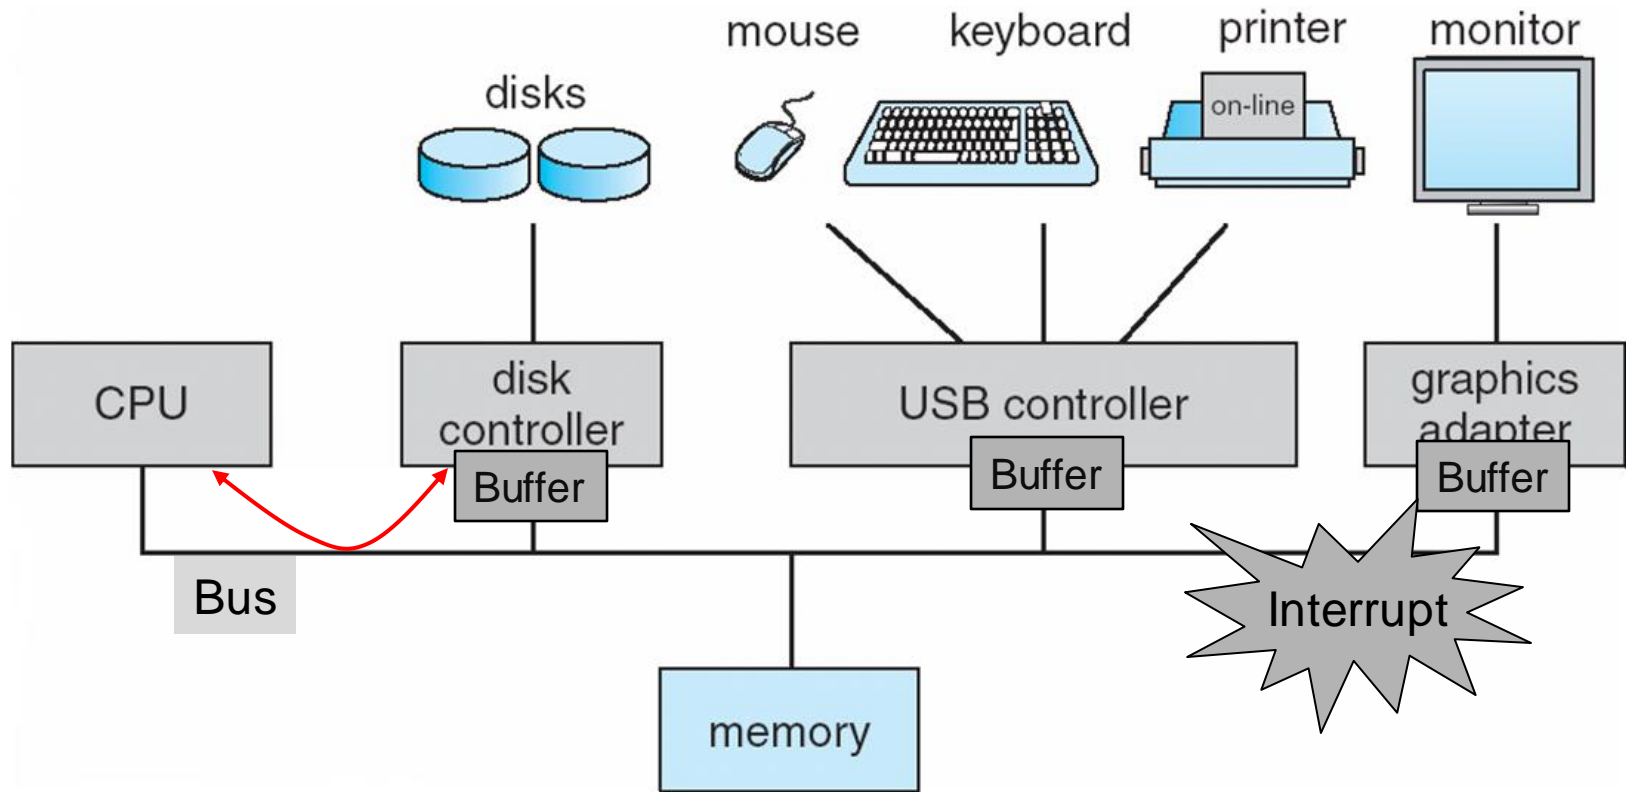 mouse
keyboard
printer
monitor
disks
on-line
CPU
disk
controller
USB controller
graphics
adapter
Buffer
Buffer
Buffer
Bus
Interrupt
memory